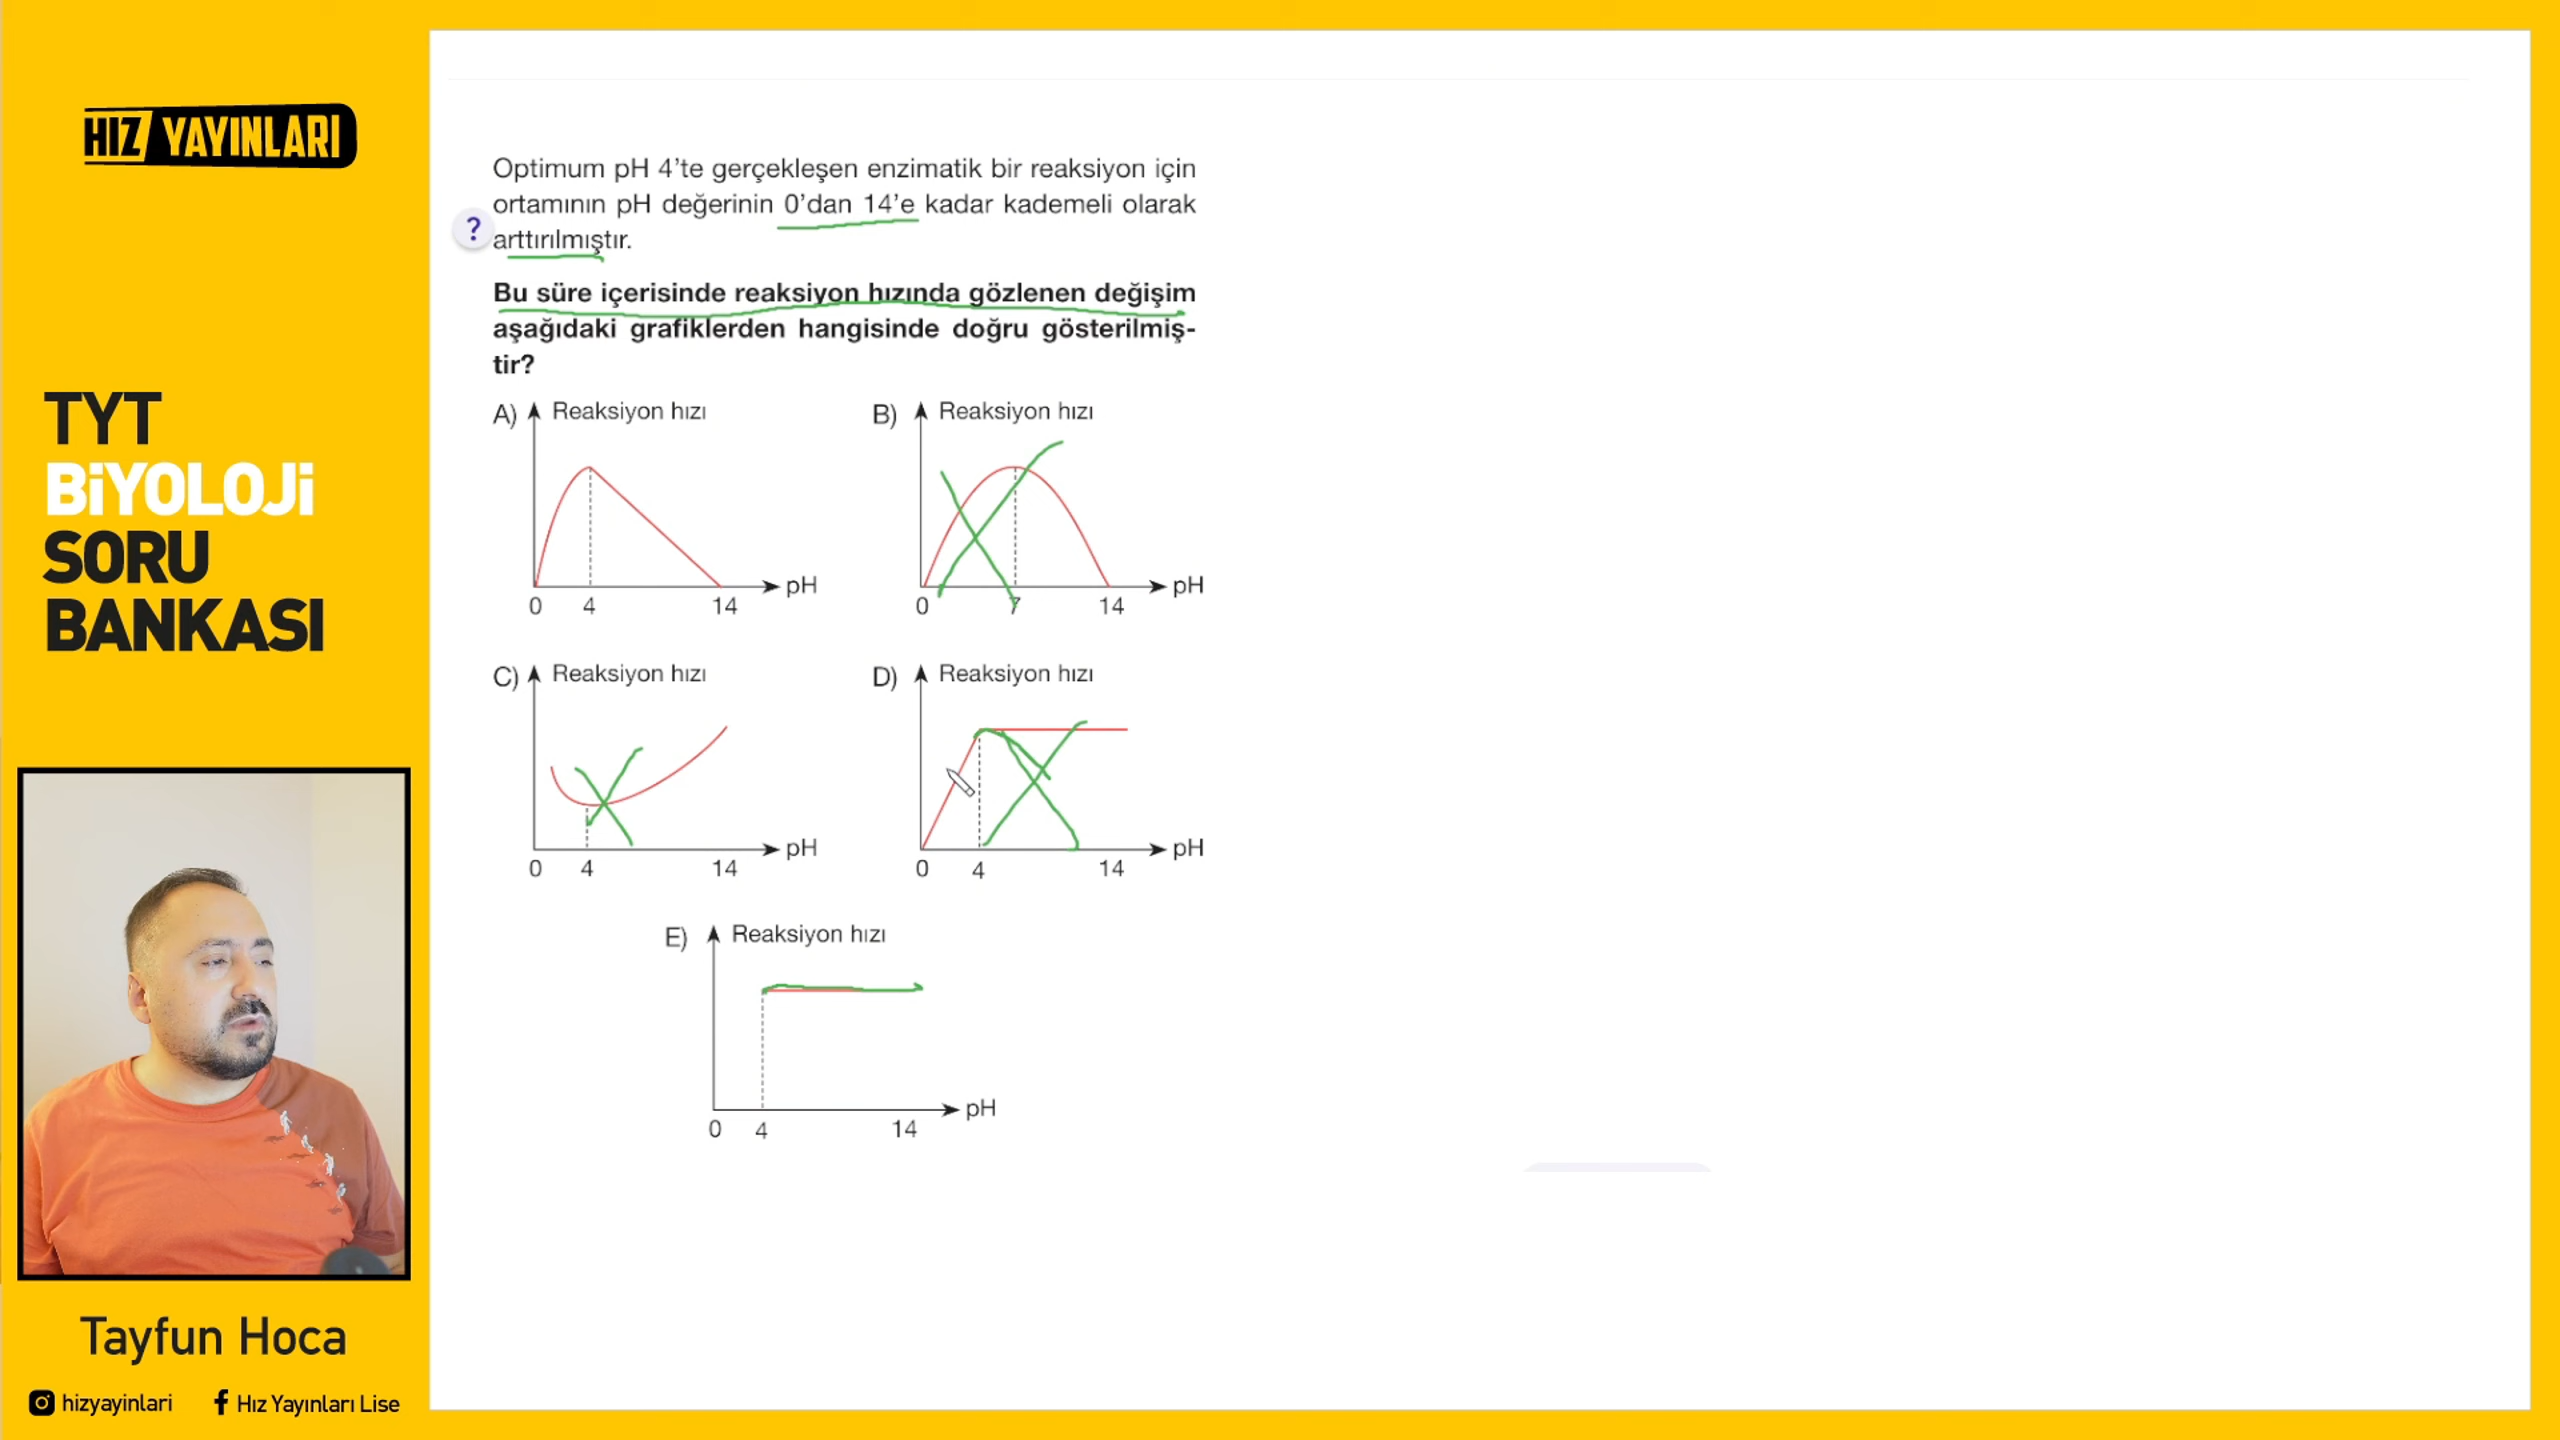 HIZ YAYINLARI
TYT
BiYOLOJi
SORU
BANKASI
Tayfun Hoca
hizyayinlari
Hız Yayınları Lise
?
Optimum pH 4'te gerçekleşen enzimatik bir reaksiyon için
ortamının pH değerinin 0'dan 14'e kadar kademeli olarak
arttırılmıştır.
Bu süre içerisinde reaksiyon hızında gözlenen değişim
aşağıdaki grafiklerden hangisinde doğru gösterilmiş-
tir?
A) Reaksiyon hızı
pH
0 4 14
B) Reaksiyon hızı
pH
0 7 14
C) Reaksiyon hızı
pH
0 4 14
D) Reaksiyon hızı
pH
0 4 14
E) Reaksiyon hızı
pH
0 4 14